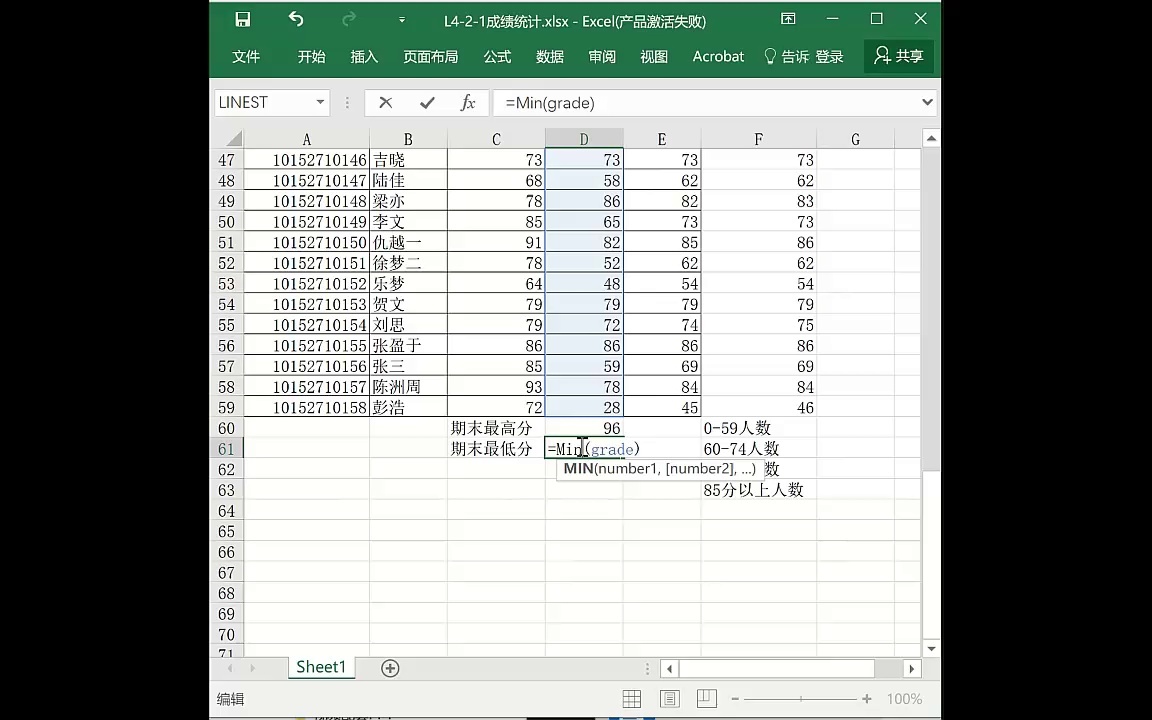 L4-2-1成绩统计.xlsx - Excel(产品激活失败)
文件 开始 插入 页面布局 公式 数据 审阅 视图 Acrobat 告诉 登录 共享
LINEST fx =Min(grade)
A B C D E F G
47 10152710146 吉晓 73 73 73 73
48 10152710147 陆佳 68 58 62 62
49 10152710148 梁亦 78 86 82 83
50 10152710149 李文 85 65 73 73
51 10152710150 仇越一 91 82 85 86
52 10152710151 徐梦二 78 52 62 62
53 10152710152 乐梦 64 48 54 54
54 10152710153 贺文 79 79 79 79
55 10152710154 刘思 79 72 74 75
56 10152710155 张盈于 86 86 86 86
57 10152710156 张三 85 59 69 69
58 10152710157 陈洲周 93 78 84 84
59 10152710158 彭浩 72 28 45 46
60 期末最高分 96 0-59人数
61 期末最低分 =Min(grade) 60-74人数
62 MIN(number1, [number2], ...) 数
63 85分以上人数
64
65
66
67
68
69
70
71
Sheet1
编辑 100%